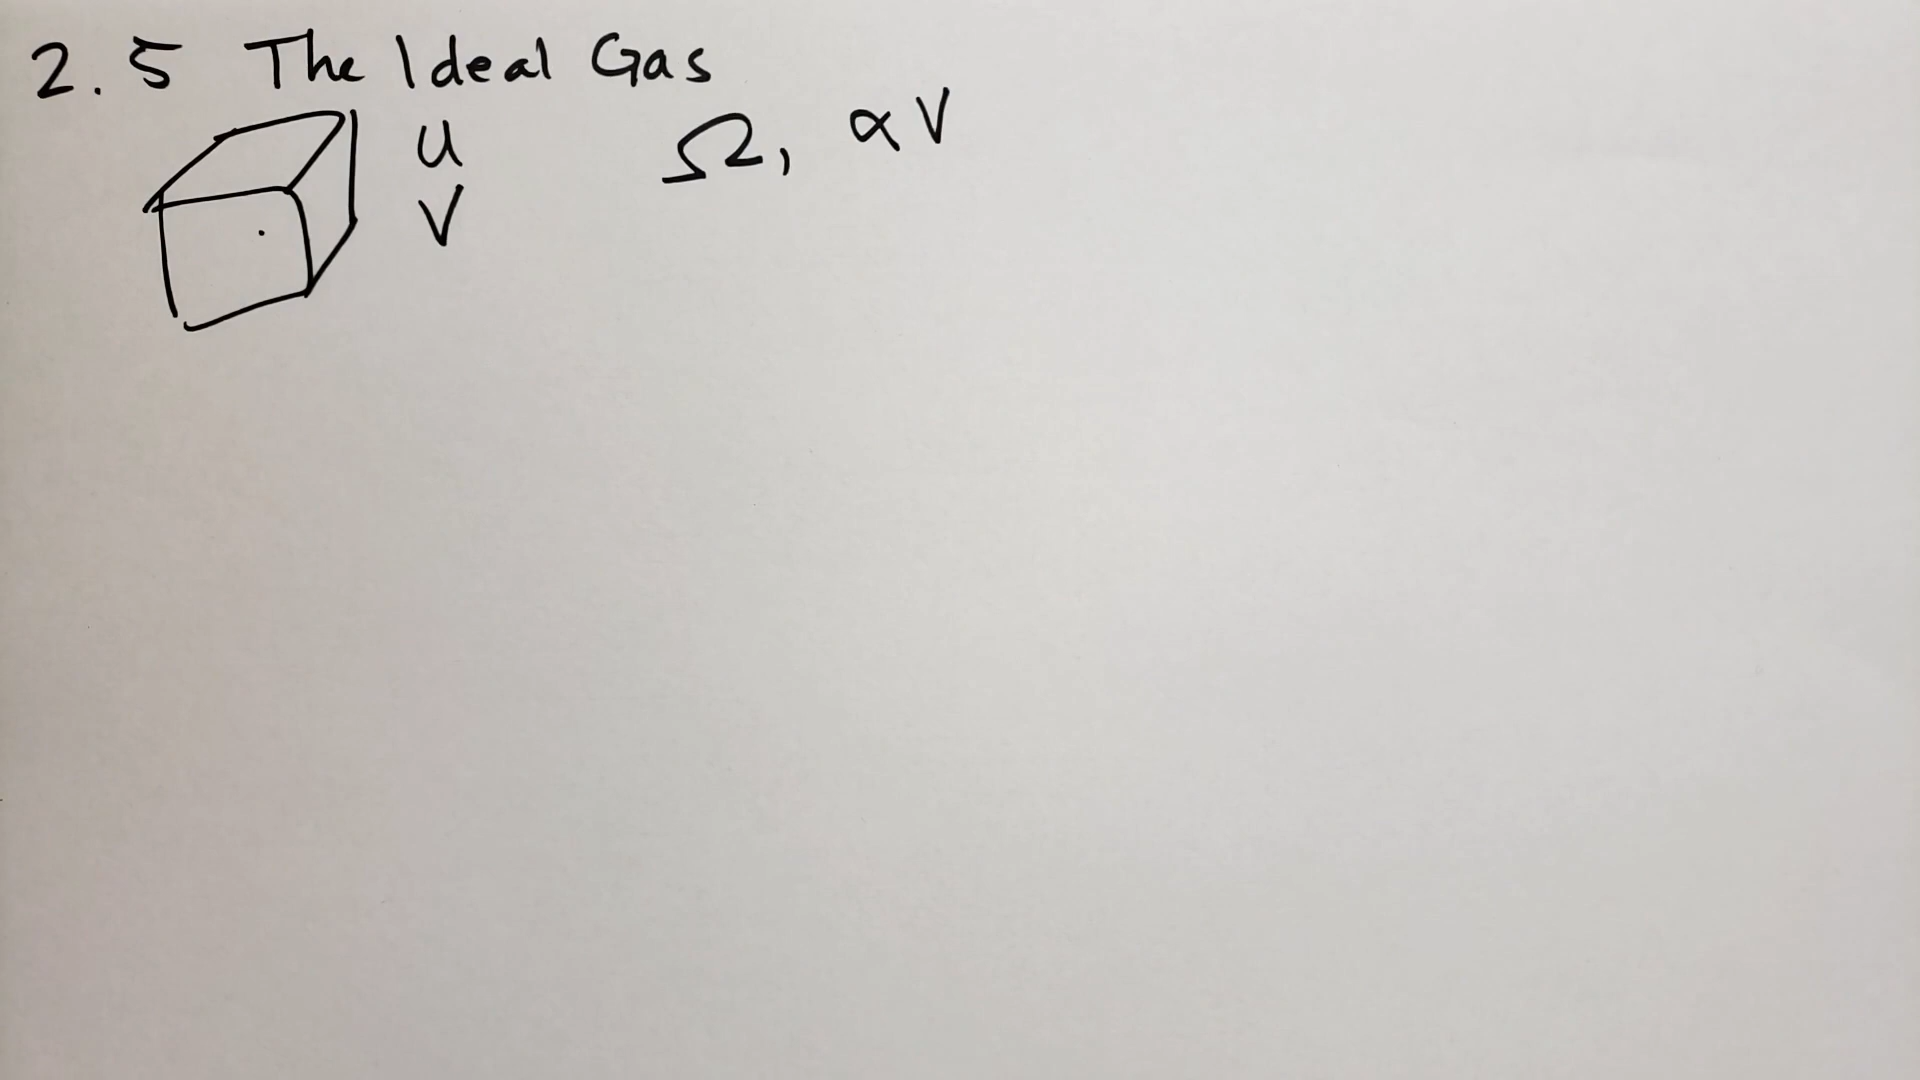 2.5 The Ideal Gas
U Ω₁ ∝ V
V